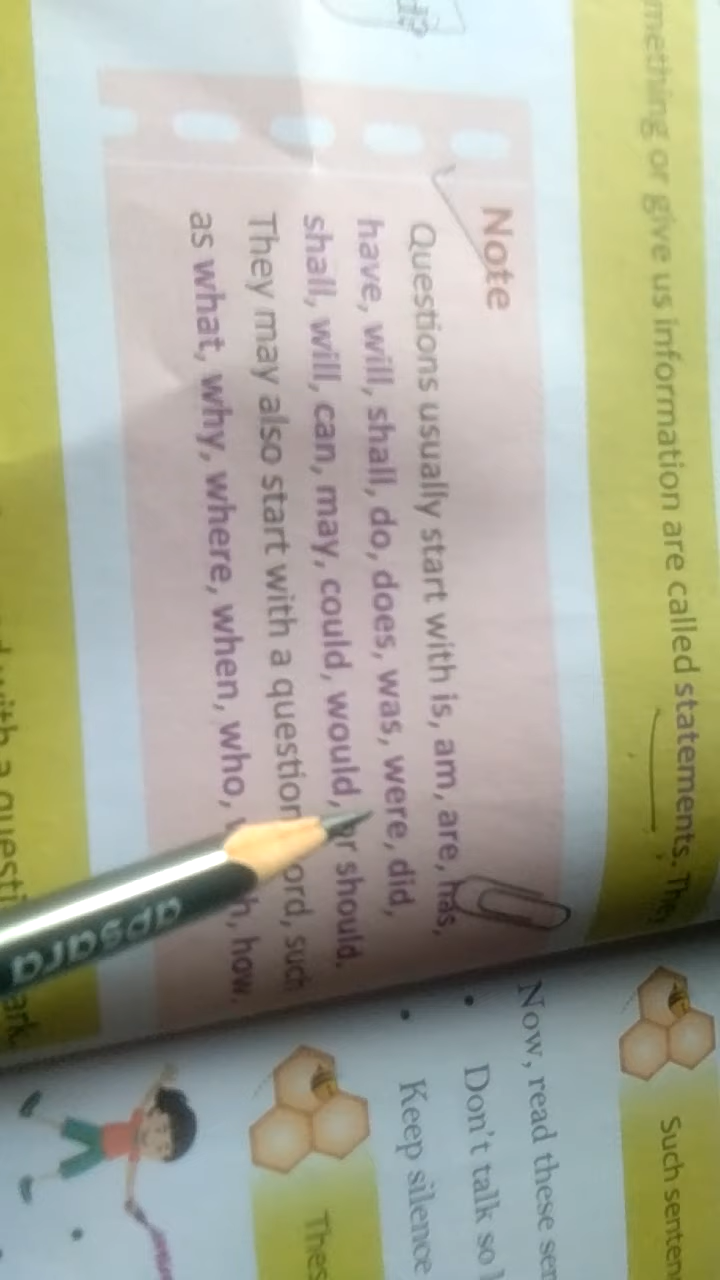 mething or give us information are called statements. The
Note
Questions usually start with is, am, are, has,
have, will, shall, do, does, was, were, did,
shall, will, can, may, could, would, or should.
They may also start with a question word, such
as what, why, where, when, who, how.
with a questi
ark.
apsara
Such senten
Now, read these sen
• Don't talk so l
• Keep silence
Thes